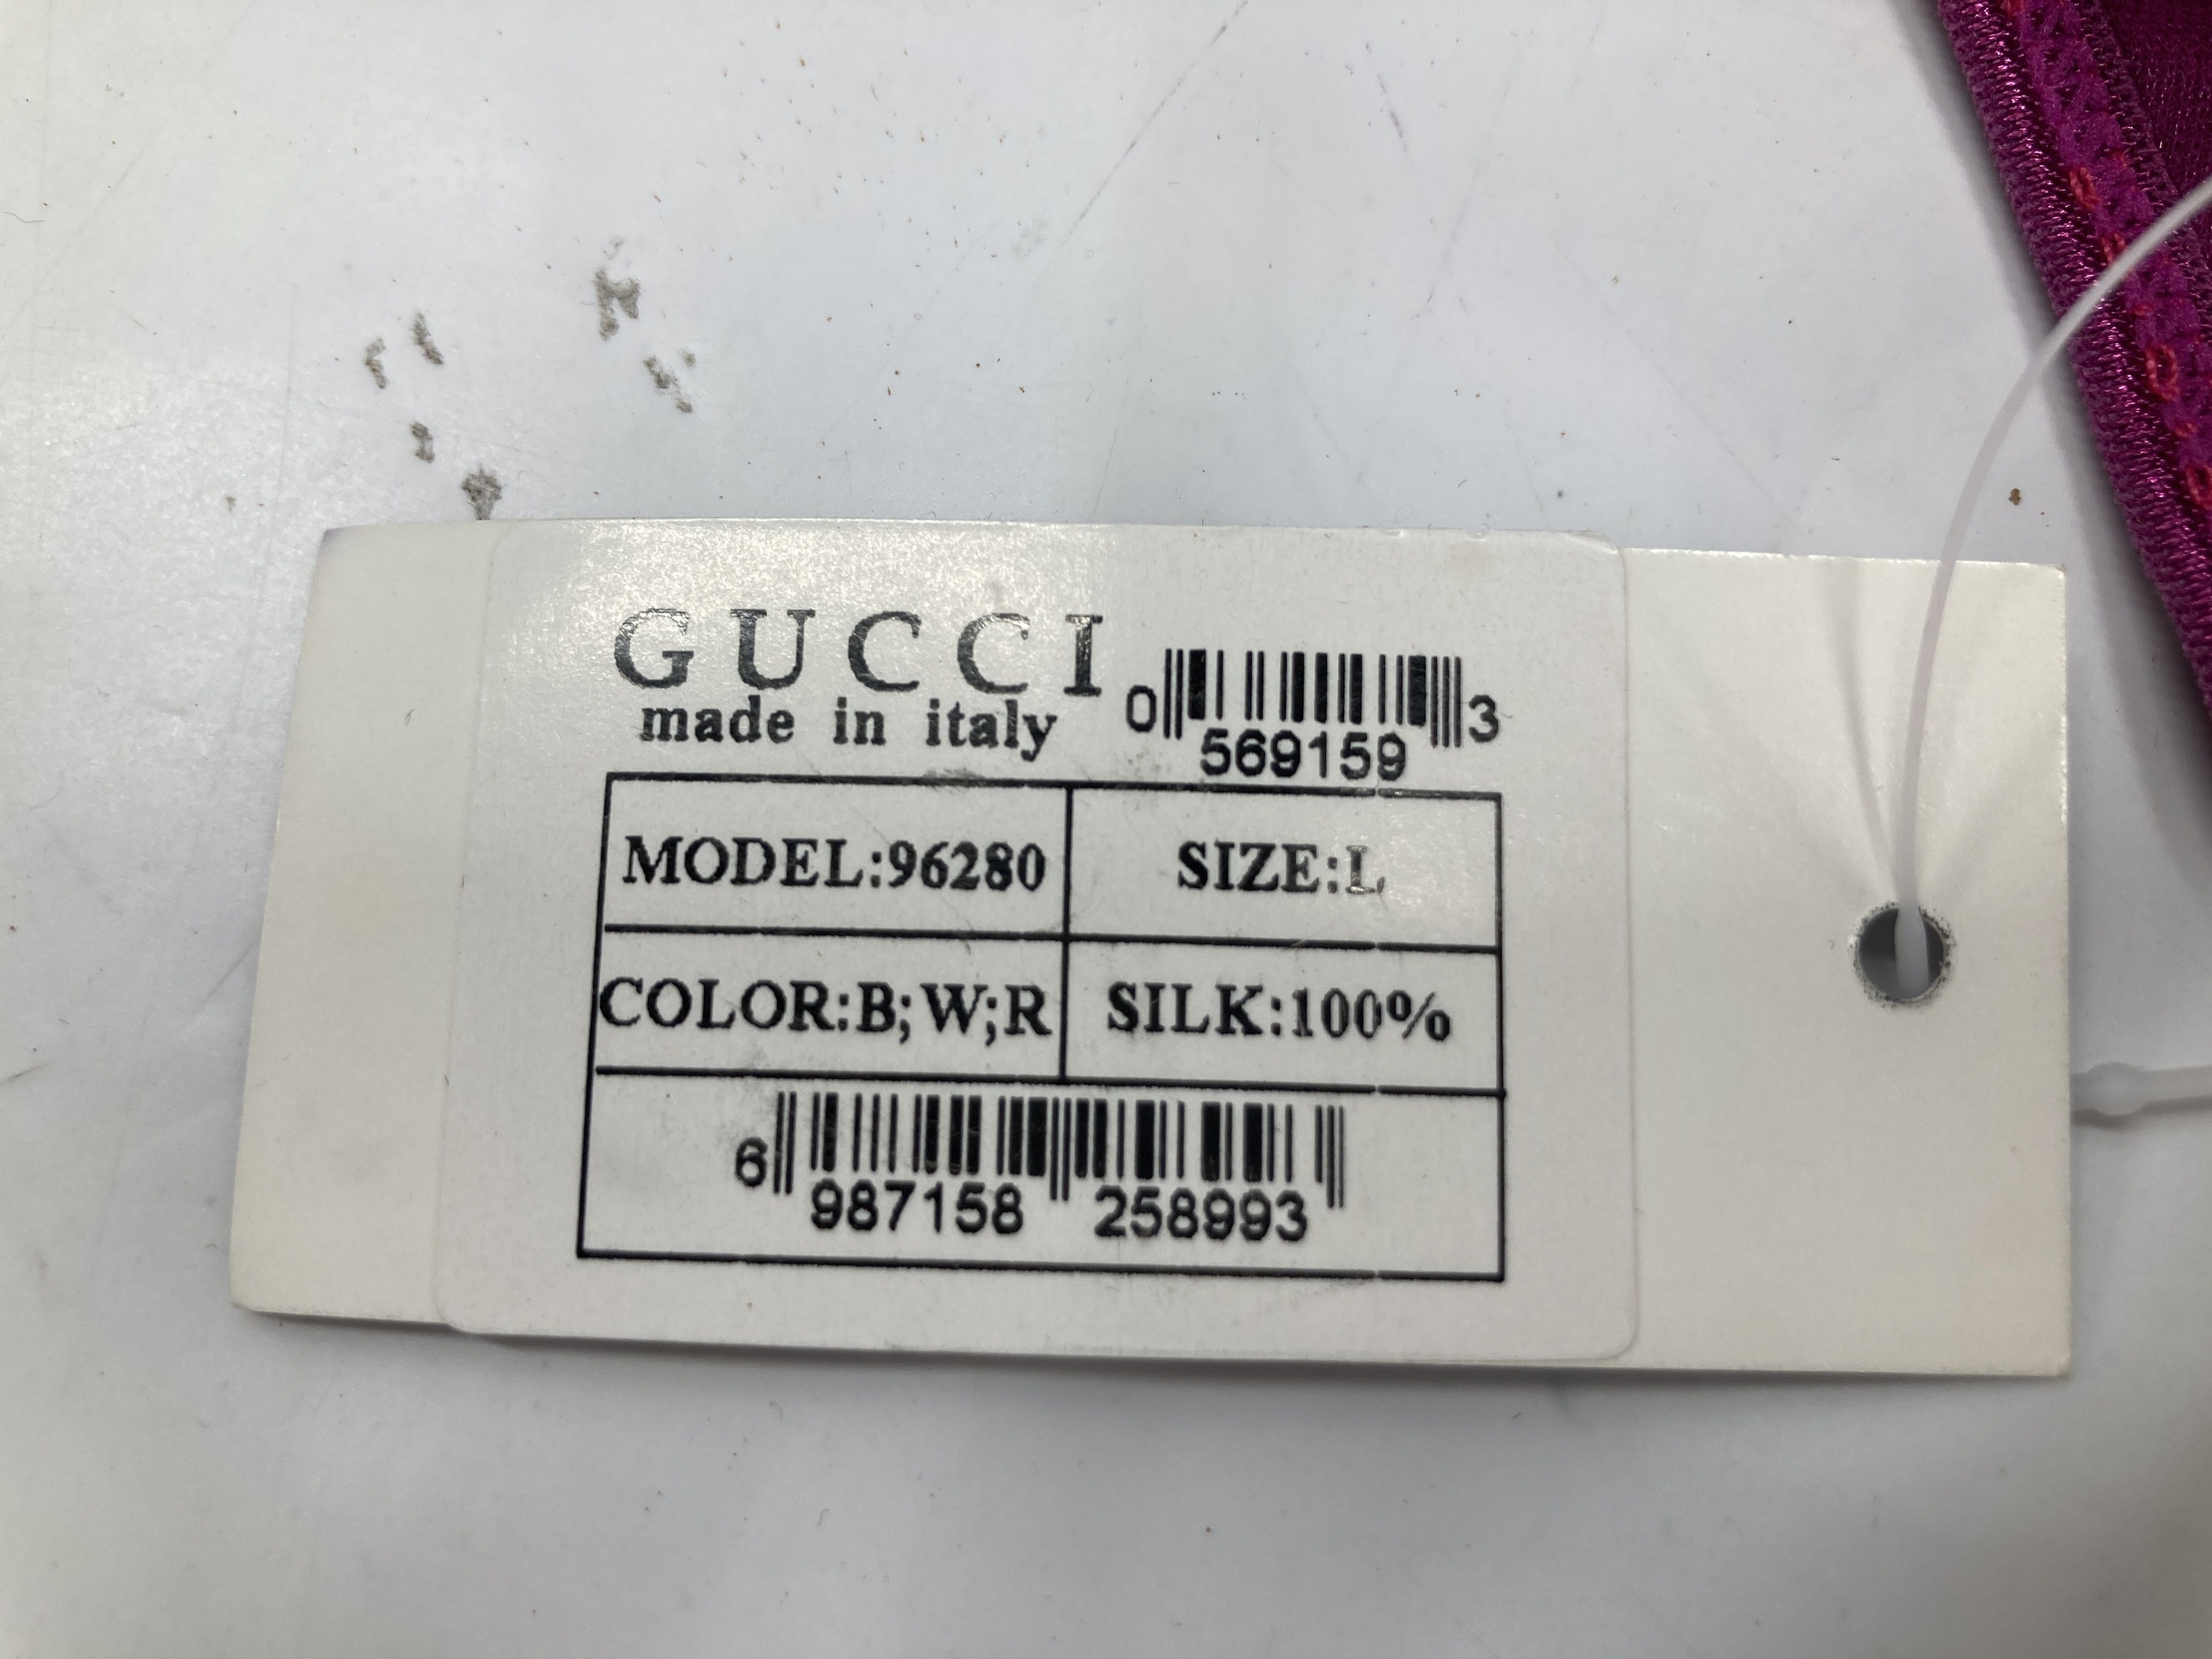 GUCCI
made in italy
0 569159 3
MODEL:96280 SIZE:L
COLOR:B;W;R SILK:100%
6 987158 258993